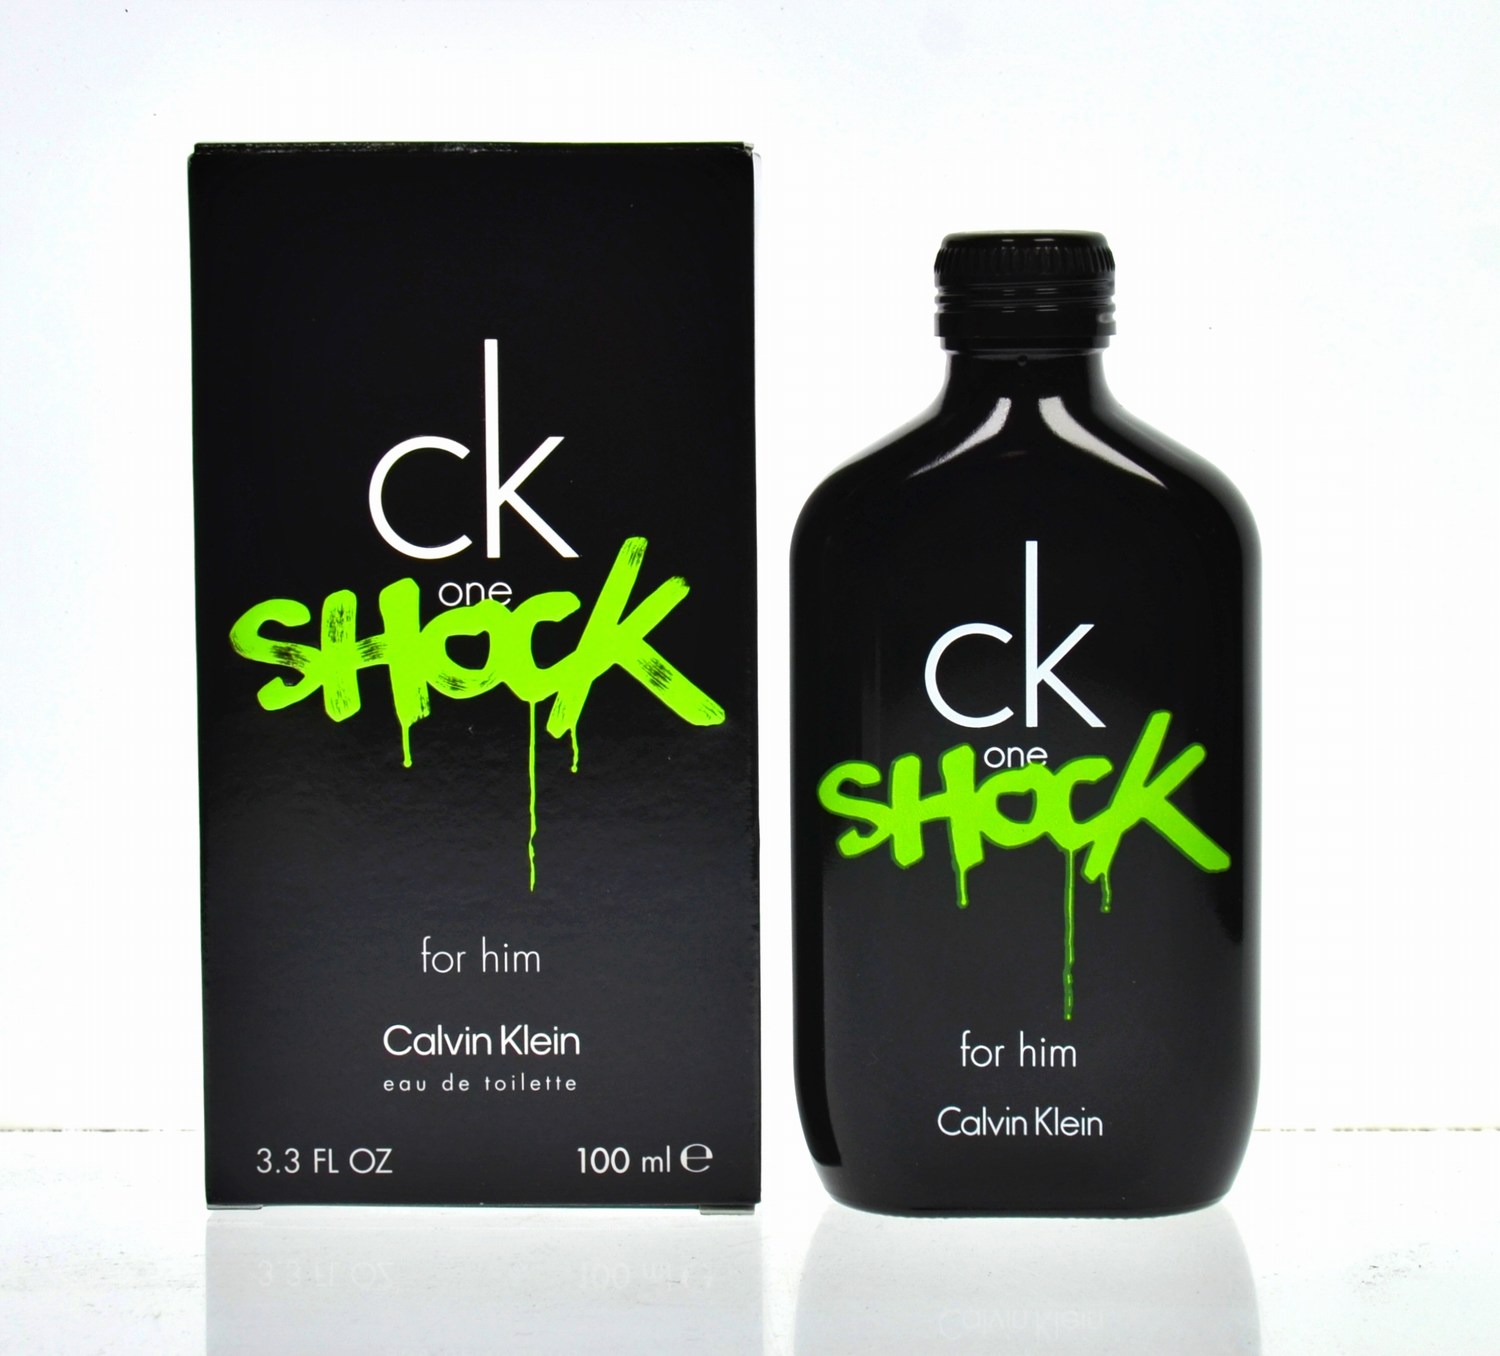 ck
one
SHOCK
for him
Calvin Klein
eau de toilette
3.3 FL OZ 100 ml ℮
ck
one
SHOCK
for him
Calvin Klein